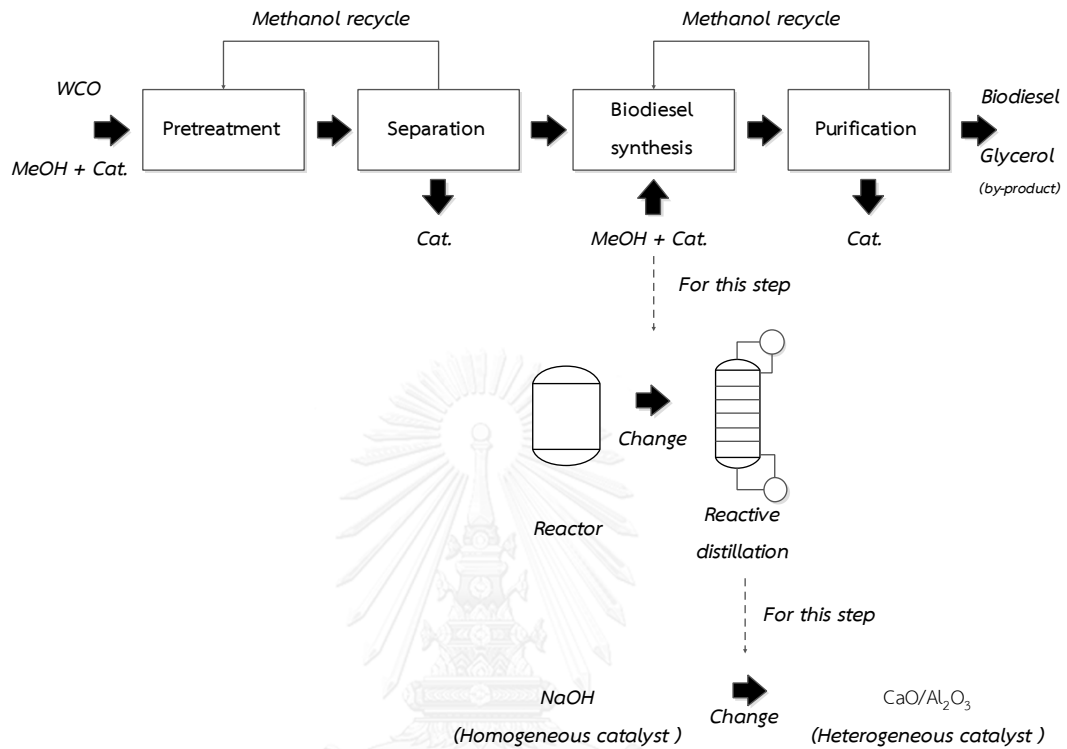 Methanol recycle
Methanol recycle
WCO
MeOH + Cat.
Pretreatment
Separation
Biodiesel
synthesis
Purification
Biodiesel
Glycerol
(by-product)
Cat.
MeOH + Cat.
Cat.
For this step
Change
Reactor
Reactive
distillation
For this step
NaOH
(Homogeneous catalyst )
Change
CaO/Al₂O₃
(Heterogeneous catalyst )